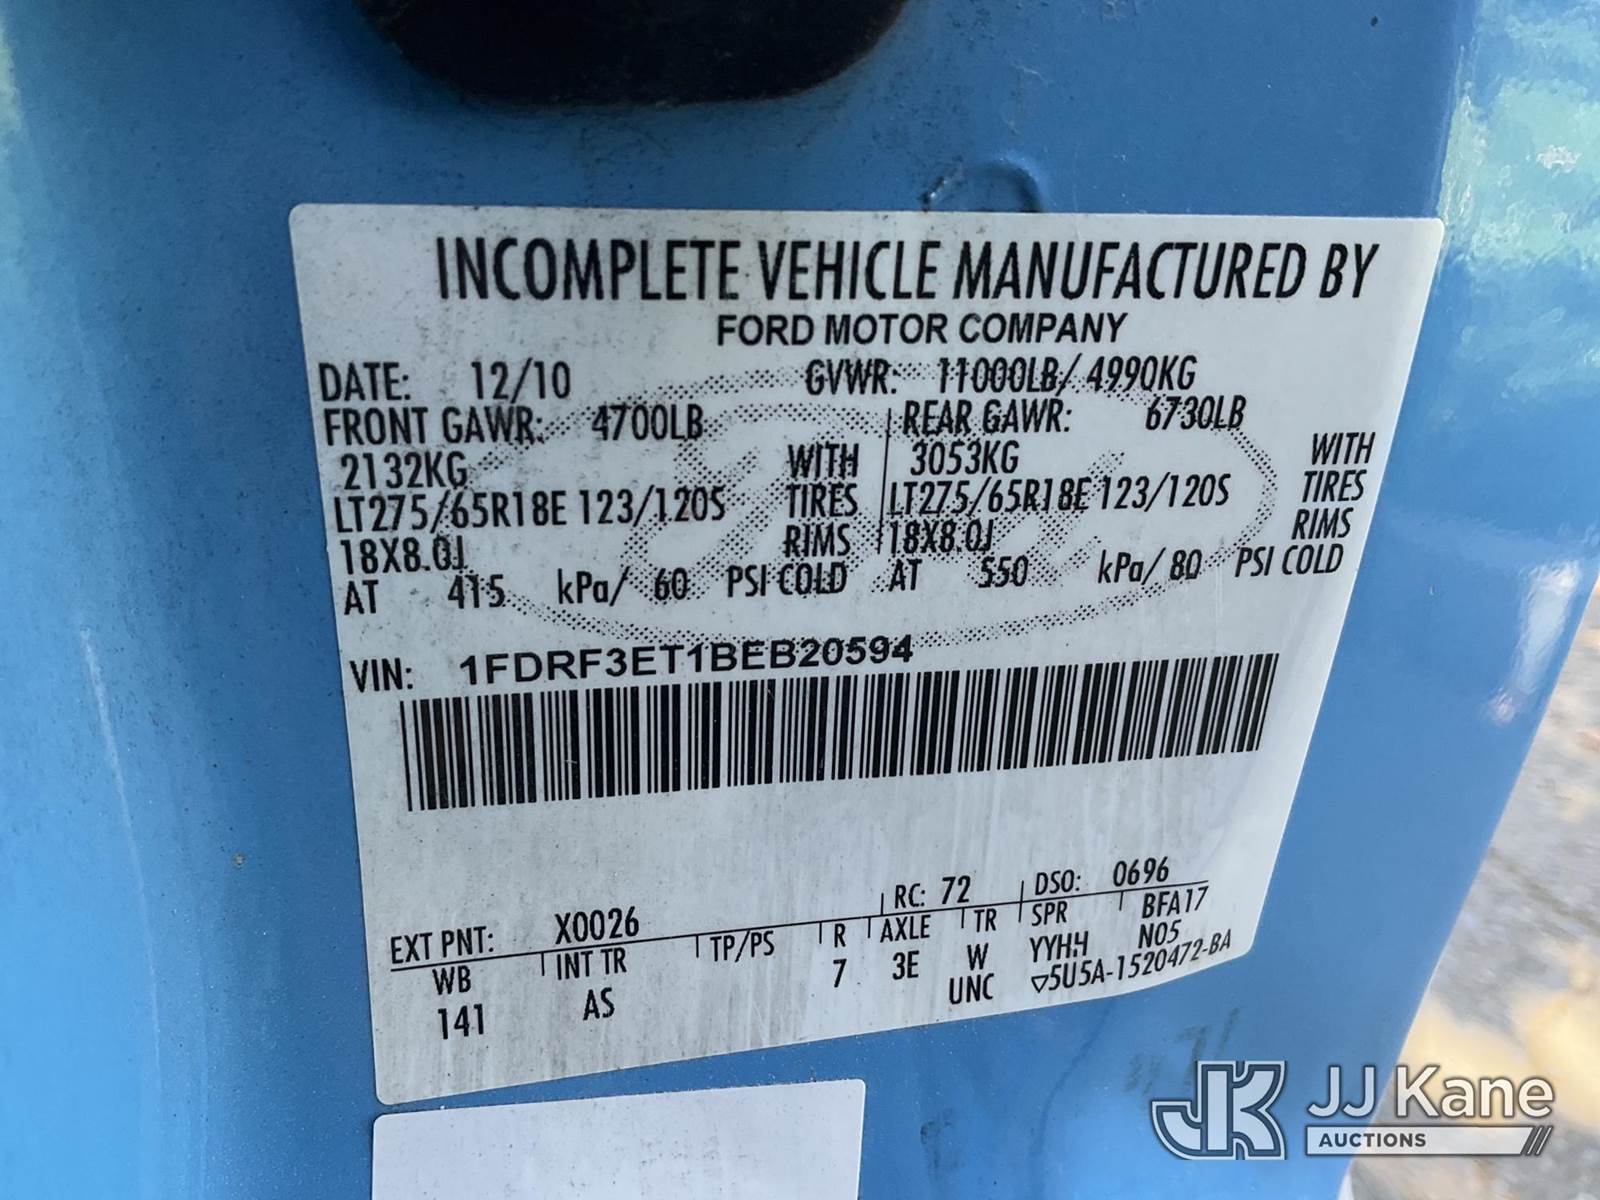 INCOMPLETE VEHICLE MANUFACTURED BY
FORD MOTOR COMPANY
DATE: 12/10 GVWR: 11000LB/ 4990KG
FRONT GAWR: 4700LB REAR GAWR: 6730LB
2132KG WITH 3053KG WITH
LT275/65R18E 123/120S TIRES LT275/65R18E 123/120S TIRES
18X8.0J RIMS 18X8.0J RIMS
AT 415 kPa/ 60 PSI COLD AT 550 kPa/ 80 PSI COLD
VIN: 1FDRF3ET1BEB20594
EXT PNT: X0026 RC: 72 DSO: 0696
WB INT TR TP/PS R AXLE TR SPR BFA17
141 AS 7 3E W YYHH N05
UNC ▽5U5A-1520472-BA
JK JJ Kane
AUCTIONS